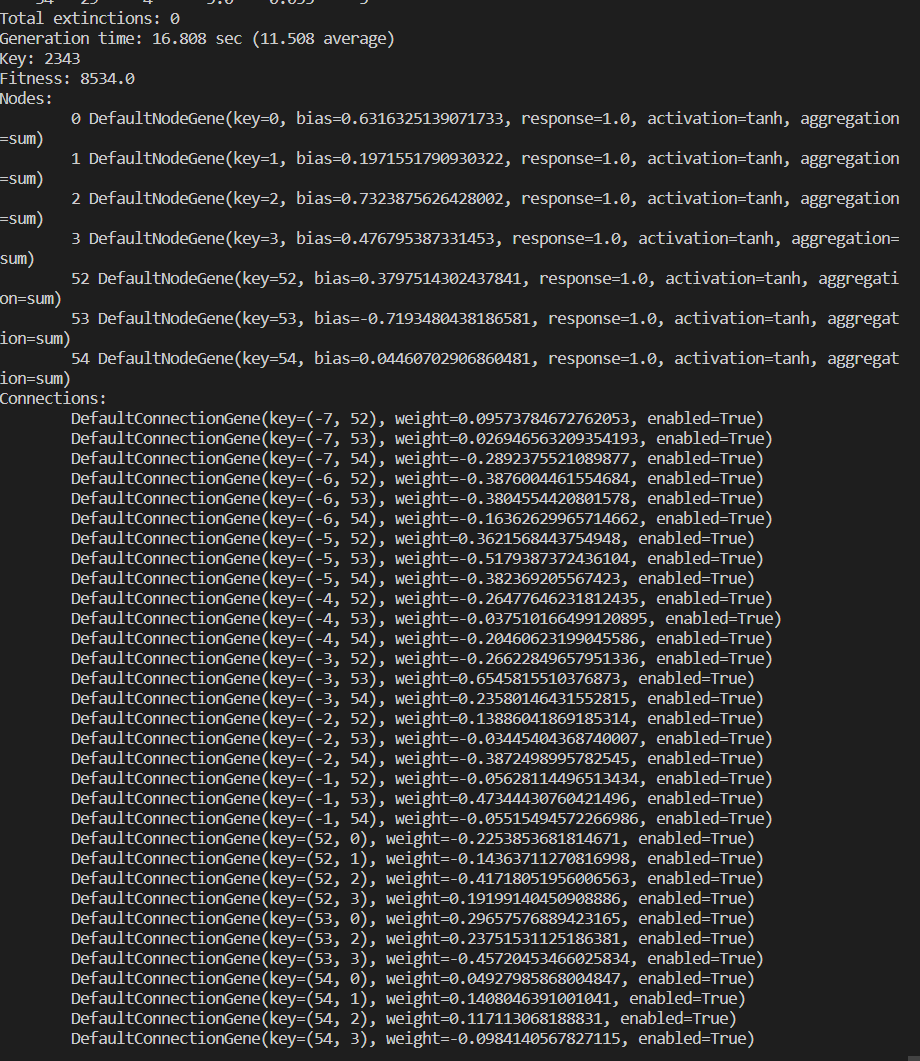 Total extinctions: 0
Generation time: 16.808 sec (11.508 average)
Key: 2343
Fitness: 8534.0
Nodes:
0 DefaultNodeGene(key=0, bias=0.6316325139071733, response=1.0, activation=tanh, aggregation
=sum)
1 DefaultNodeGene(key=1, bias=0.1971551790930322, response=1.0, activation=tanh, aggregation
=sum)
2 DefaultNodeGene(key=2, bias=0.7323875626428002, response=1.0, activation=tanh, aggregation
=sum)
3 DefaultNodeGene(key=3, bias=0.476795387331453, response=1.0, activation=tanh, aggregation=
sum)
52 DefaultNodeGene(key=52, bias=0.3797514302437841, response=1.0, activation=tanh, aggregati
on=sum)
53 DefaultNodeGene(key=53, bias=-0.7193480438186581, response=1.0, activation=tanh, aggregat
ion=sum)
54 DefaultNodeGene(key=54, bias=0.04460702906860481, response=1.0, activation=tanh, aggregat
ion=sum)
Connections:
DefaultConnectionGene(key=(-7, 52), weight=0.09573784672762053, enabled=True)
DefaultConnectionGene(key=(-7, 53), weight=0.026946563209354193, enabled=True)
DefaultConnectionGene(key=(-7, 54), weight=-0.2892375521089877, enabled=True)
DefaultConnectionGene(key=(-6, 52), weight=-0.3876004461554684, enabled=True)
DefaultConnectionGene(key=(-6, 53), weight=-0.3804554420801578, enabled=True)
DefaultConnectionGene(key=(-6, 54), weight=-0.16362629965714662, enabled=True)
DefaultConnectionGene(key=(-5, 52), weight=0.3621568443754948, enabled=True)
DefaultConnectionGene(key=(-5, 53), weight=-0.5179387372436104, enabled=True)
DefaultConnectionGene(key=(-5, 54), weight=-0.382369205567423, enabled=True)
DefaultConnectionGene(key=(-4, 52), weight=-0.26477646231812435, enabled=True)
DefaultConnectionGene(key=(-4, 53), weight=-0.037510166499120895, enabled=True)
DefaultConnectionGene(key=(-4, 54), weight=-0.20460623199045586, enabled=True)
DefaultConnectionGene(key=(-3, 52), weight=-0.26622849657951336, enabled=True)
DefaultConnectionGene(key=(-3, 53), weight=0.6545815510376873, enabled=True)
DefaultConnectionGene(key=(-3, 54), weight=0.23580146431552815, enabled=True)
DefaultConnectionGene(key=(-2, 52), weight=0.13886041869185314, enabled=True)
DefaultConnectionGene(key=(-2, 53), weight=-0.03445404368740007, enabled=True)
DefaultConnectionGene(key=(-2, 54), weight=-0.3872498995782545, enabled=True)
DefaultConnectionGene(key=(-1, 52), weight=-0.05628114496513434, enabled=True)
DefaultConnectionGene(key=(-1, 53), weight=0.47344430760421496, enabled=True)
DefaultConnectionGene(key=(-1, 54), weight=-0.05515494572266986, enabled=True)
DefaultConnectionGene(key=(52, 0), weight=-0.2253853681814671, enabled=True)
DefaultConnectionGene(key=(52, 1), weight=-0.14363711270816998, enabled=True)
DefaultConnectionGene(key=(52, 2), weight=-0.41718051956006563, enabled=True)
DefaultConnectionGene(key=(52, 3), weight=0.19199140450908886, enabled=True)
DefaultConnectionGene(key=(53, 0), weight=0.29657576889423165, enabled=True)
DefaultConnectionGene(key=(53, 2), weight=0.23751531125186381, enabled=True)
DefaultConnectionGene(key=(53, 3), weight=-0.45720453466025834, enabled=True)
DefaultConnectionGene(key=(54, 0), weight=0.04927985868004847, enabled=True)
DefaultConnectionGene(key=(54, 1), weight=0.1408046391001041, enabled=True)
DefaultConnectionGene(key=(54, 2), weight=0.117113068188831, enabled=True)
DefaultConnectionGene(key=(54, 3), weight=-0.0984140567827115, enabled=True)